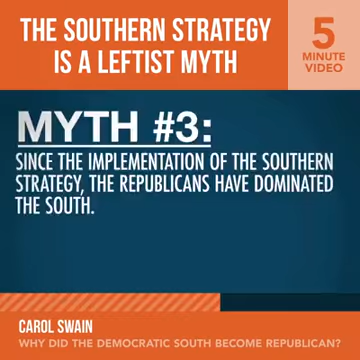 THE SOUTHERN STRATEGY
IS A LEFTIST MYTH
5
MINUTE
VIDEO
MYTH #3:
SINCE THE IMPLEMENTATION OF THE SOUTHERN
STRATEGY, THE REPUBLICANS HAVE DOMINATED
THE SOUTH.
CAROL SWAIN
WHY DID THE DEMOCRATIC SOUTH BECOME REPUBLICAN?